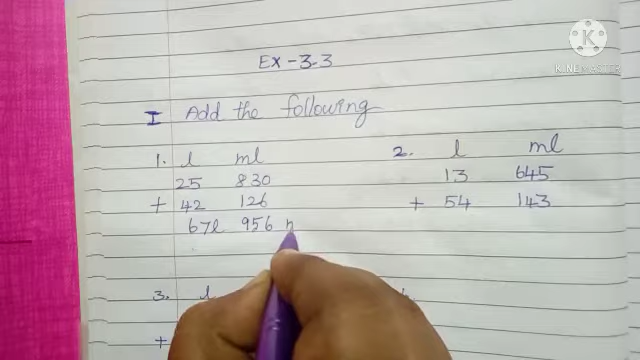 K
KINEMASTER
Ex - 3.3
I Add the following
1. l ml
25 830
+ 42 126
67l 956
2. l ml
13 645
+ 54 143
3. l
+